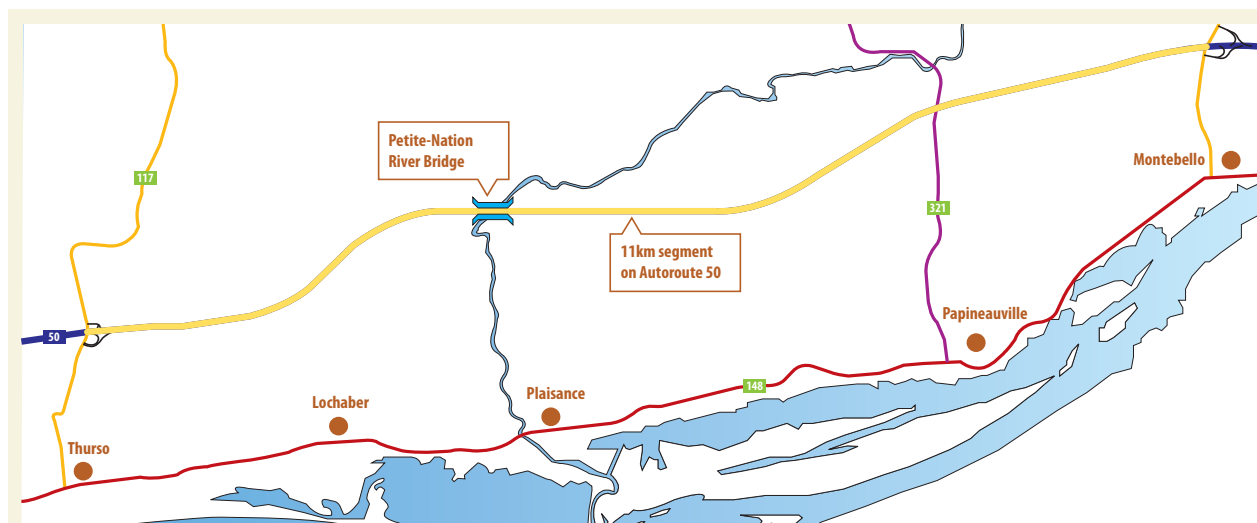 Petite-Nation
River Bridge
Montebello
117
321
11km segment
on Autoroute 50
Papineauville
50
148
Plaisance
Lochaber
Thurso